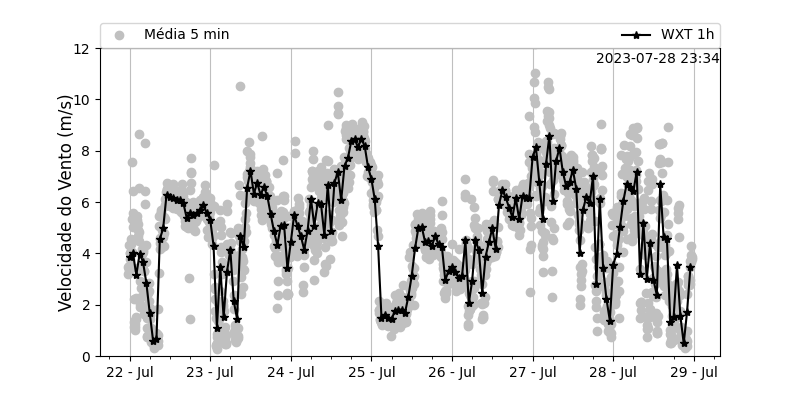 Média 5 min
WXT 1h
2023-07-28 23:34
Velocidade do Vento (m/s)
12
10
8
6
4
2
0
22 - Jul
23 - Jul
24 - Jul
25 - Jul
26 - Jul
27 - Jul
28 - Jul
29 - Jul